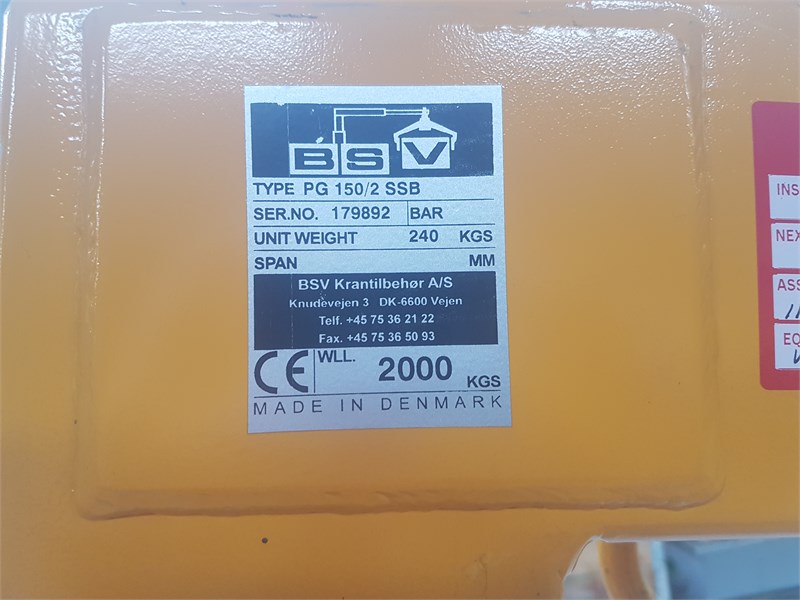 BSV
TYPE PG 150/2 SSB
SER.NO. 179892 BAR
UNIT WEIGHT 240 KGS
SPAN MM
BSV Krantilbehør A/S
Knudevejen 3 DK-6600 Vejen
Telf. +45 75 36 21 22
Fax. +45 75 36 50 93
CE WLL. 2000 KGS
MADE IN DENMARK
INS
NEX
ASS
EQ